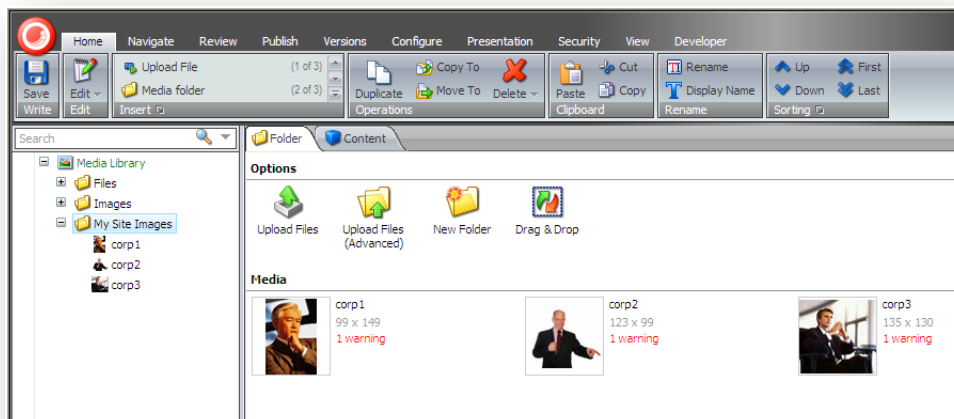 Home Navigate Review Publish Versions Configure Presentation Security View Developer
Save
Write
Edit
Edit
Upload File (1 of 3)
Media folder (2 of 3)
Insert
Duplicate
Copy To
Move To
Delete
Operations
Paste
Cut
Copy
Clipboard
Rename
Display Name
Rename
Up First
Down Last
Sorting
Search
Media Library
Files
Images
My Site Images
corp1
corp2
corp3
Folder Content
Options
Upload Files
Upload Files
(Advanced)
New Folder
Drag & Drop
Media
corp1
99 x 149
1 warning
corp2
123 x 99
1 warning
corp3
135 x 130
1 warning